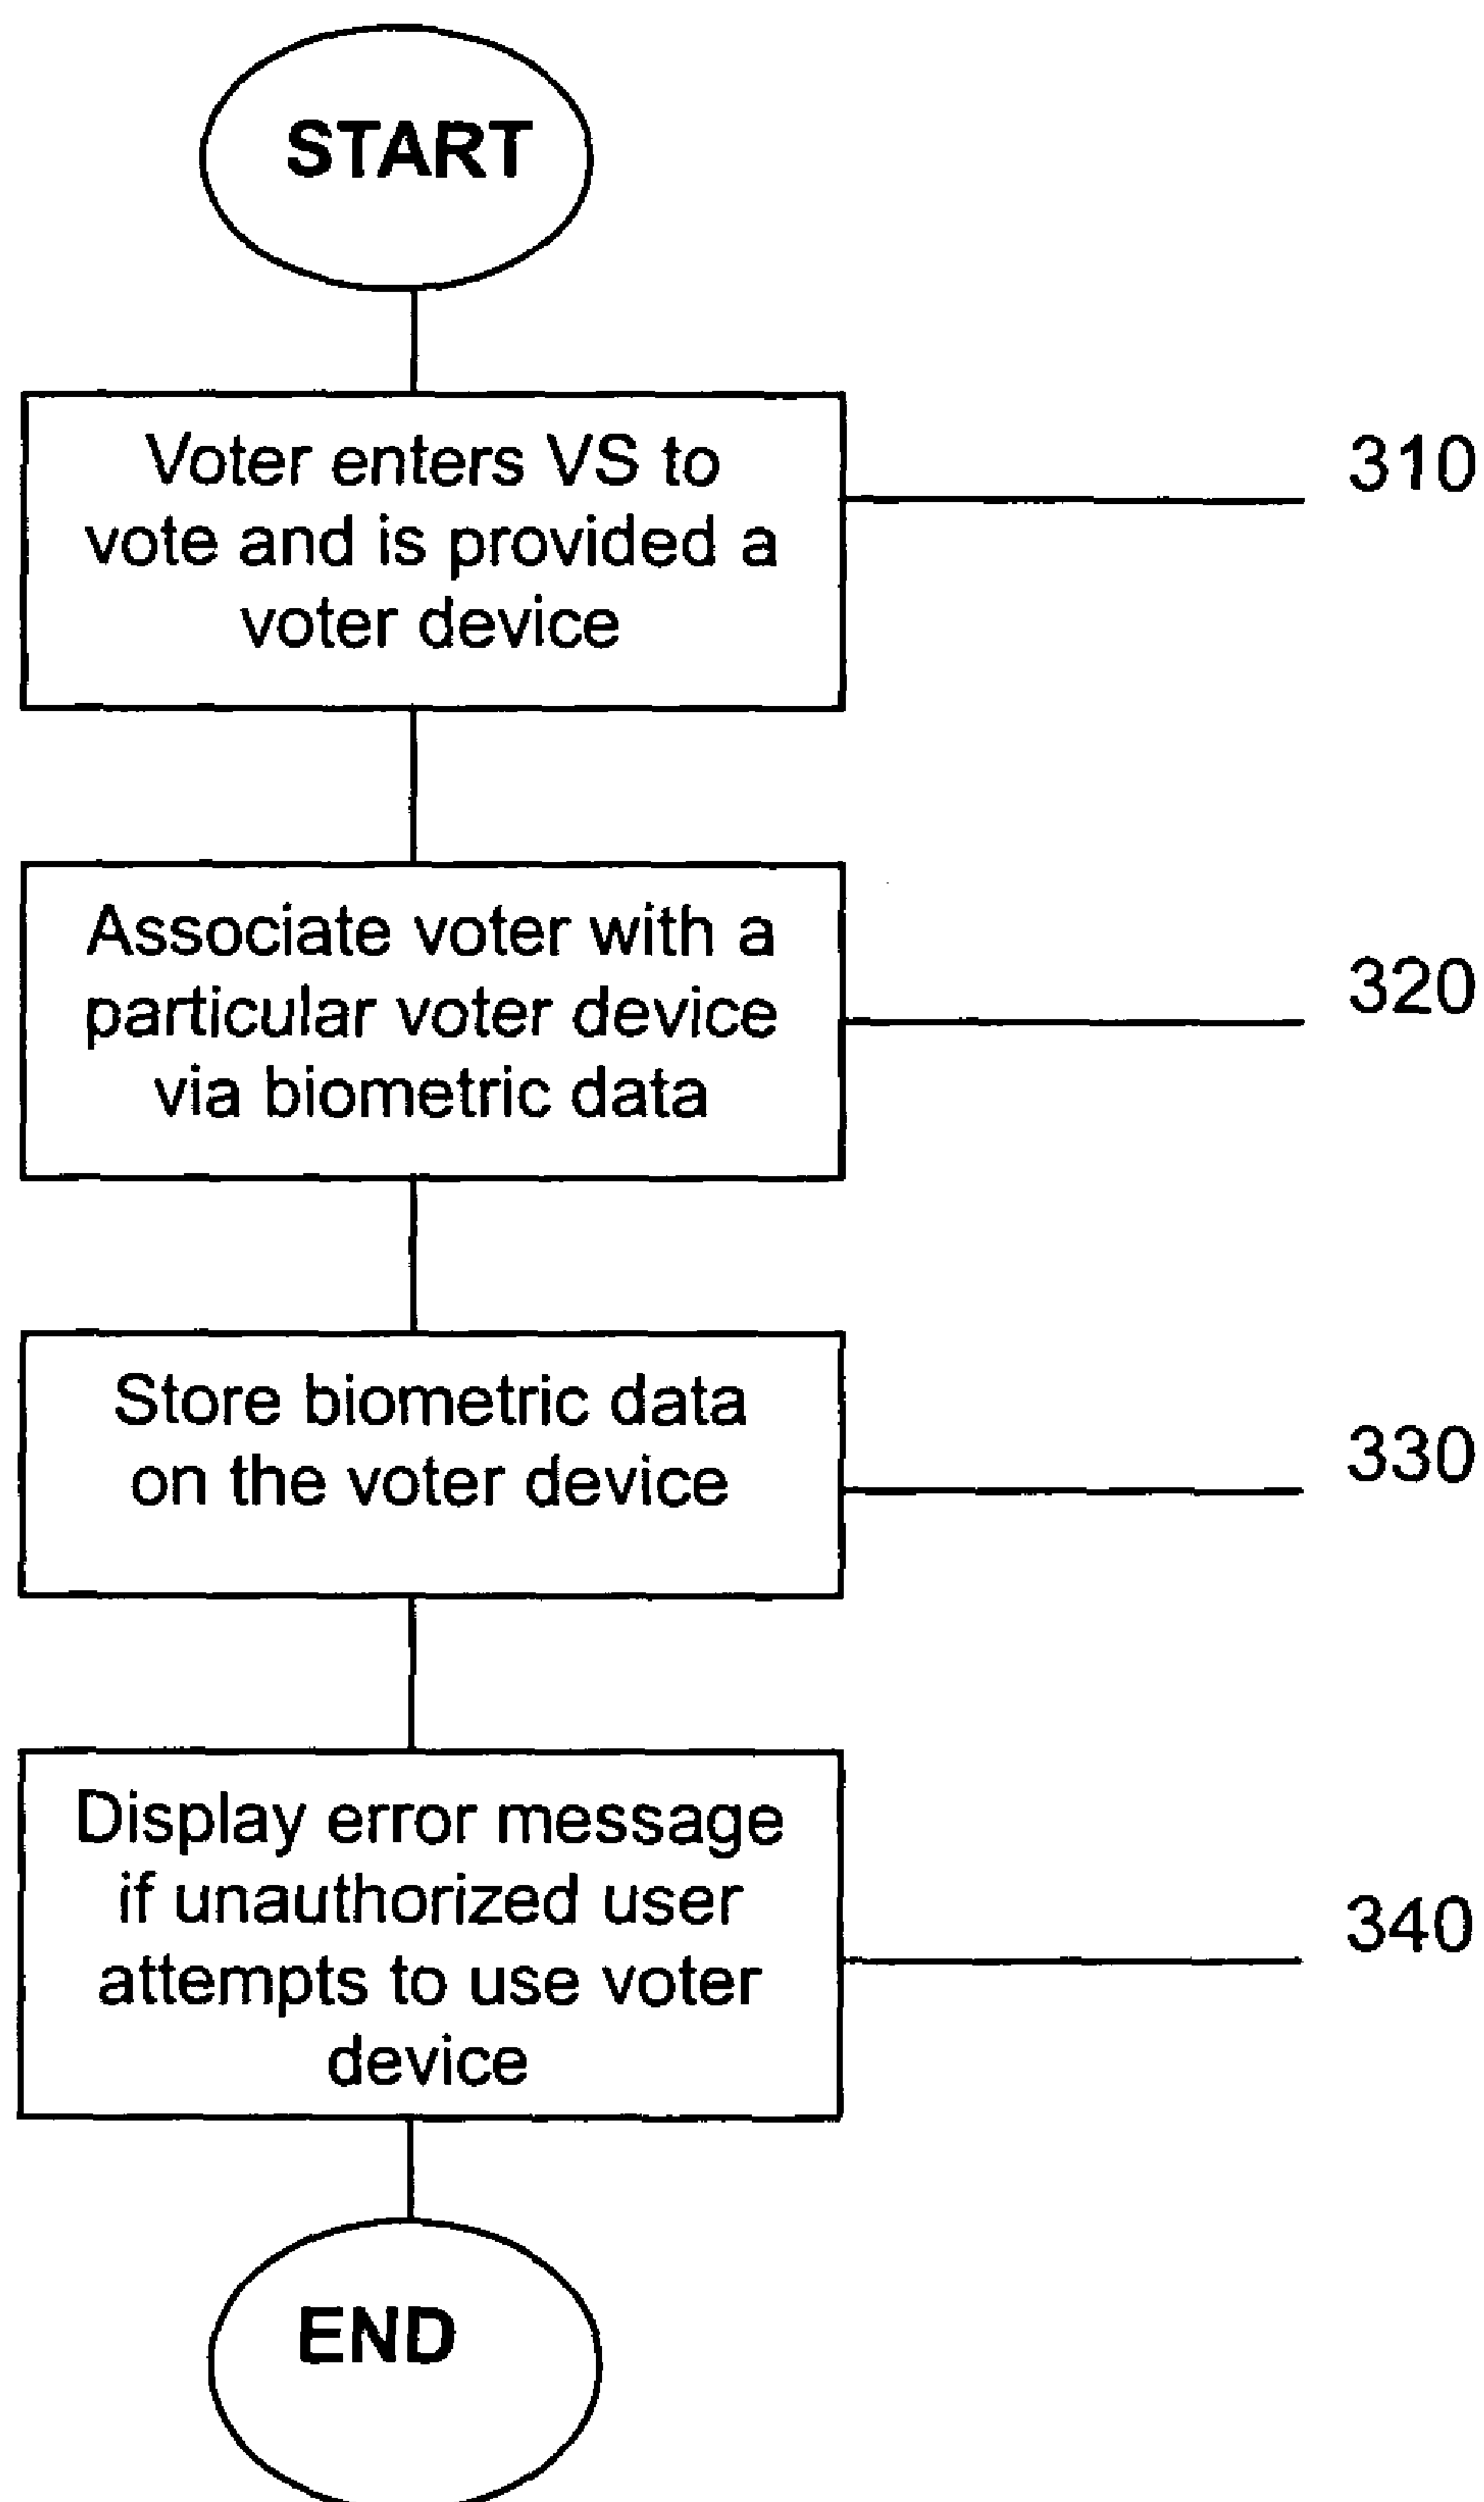 START
Voter enters VS to
vote and is provided a
voter device
310
Associate voter with a
particular voter device
via biometric data
320
Store biometric data
on the voter device
330
Display error message
if unauthorized user
attempts to use voter
device
340
END